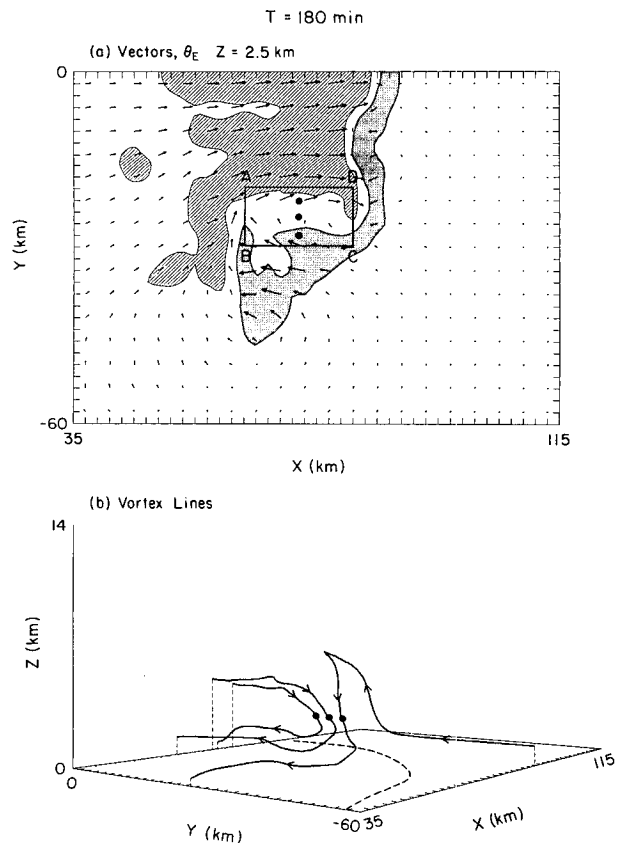 T = 180 min
(a) Vectors, θE Z = 2.5 km
0
A
D
B
C
Y (km)
-60
35
115
X (km)
(b) Vortex Lines
14
Z (km)
0
0
115
-60 35
Y (km)
X (km)